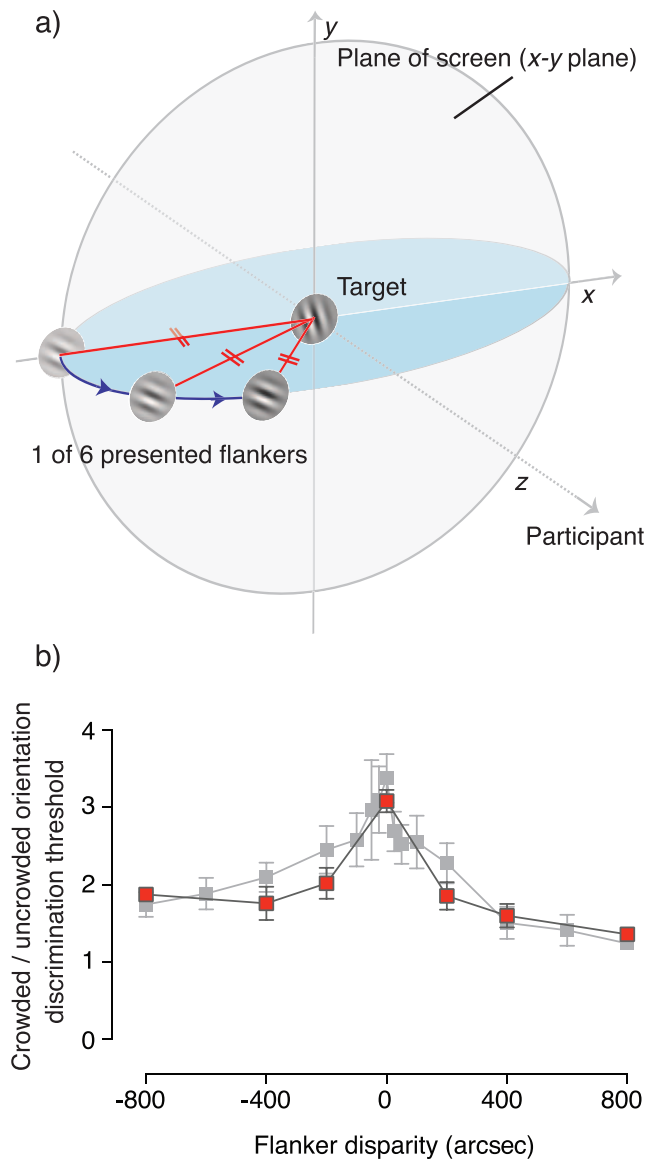 a)
y
Plane of screen (x-y plane)
Target
x
1 of 6 presented flankers
z
Participant
b)
Crowded / uncrowded orientation
discrimination threshold
4
3
2
1
0
-800 -400 0 400 800
Flanker disparity (arcsec)